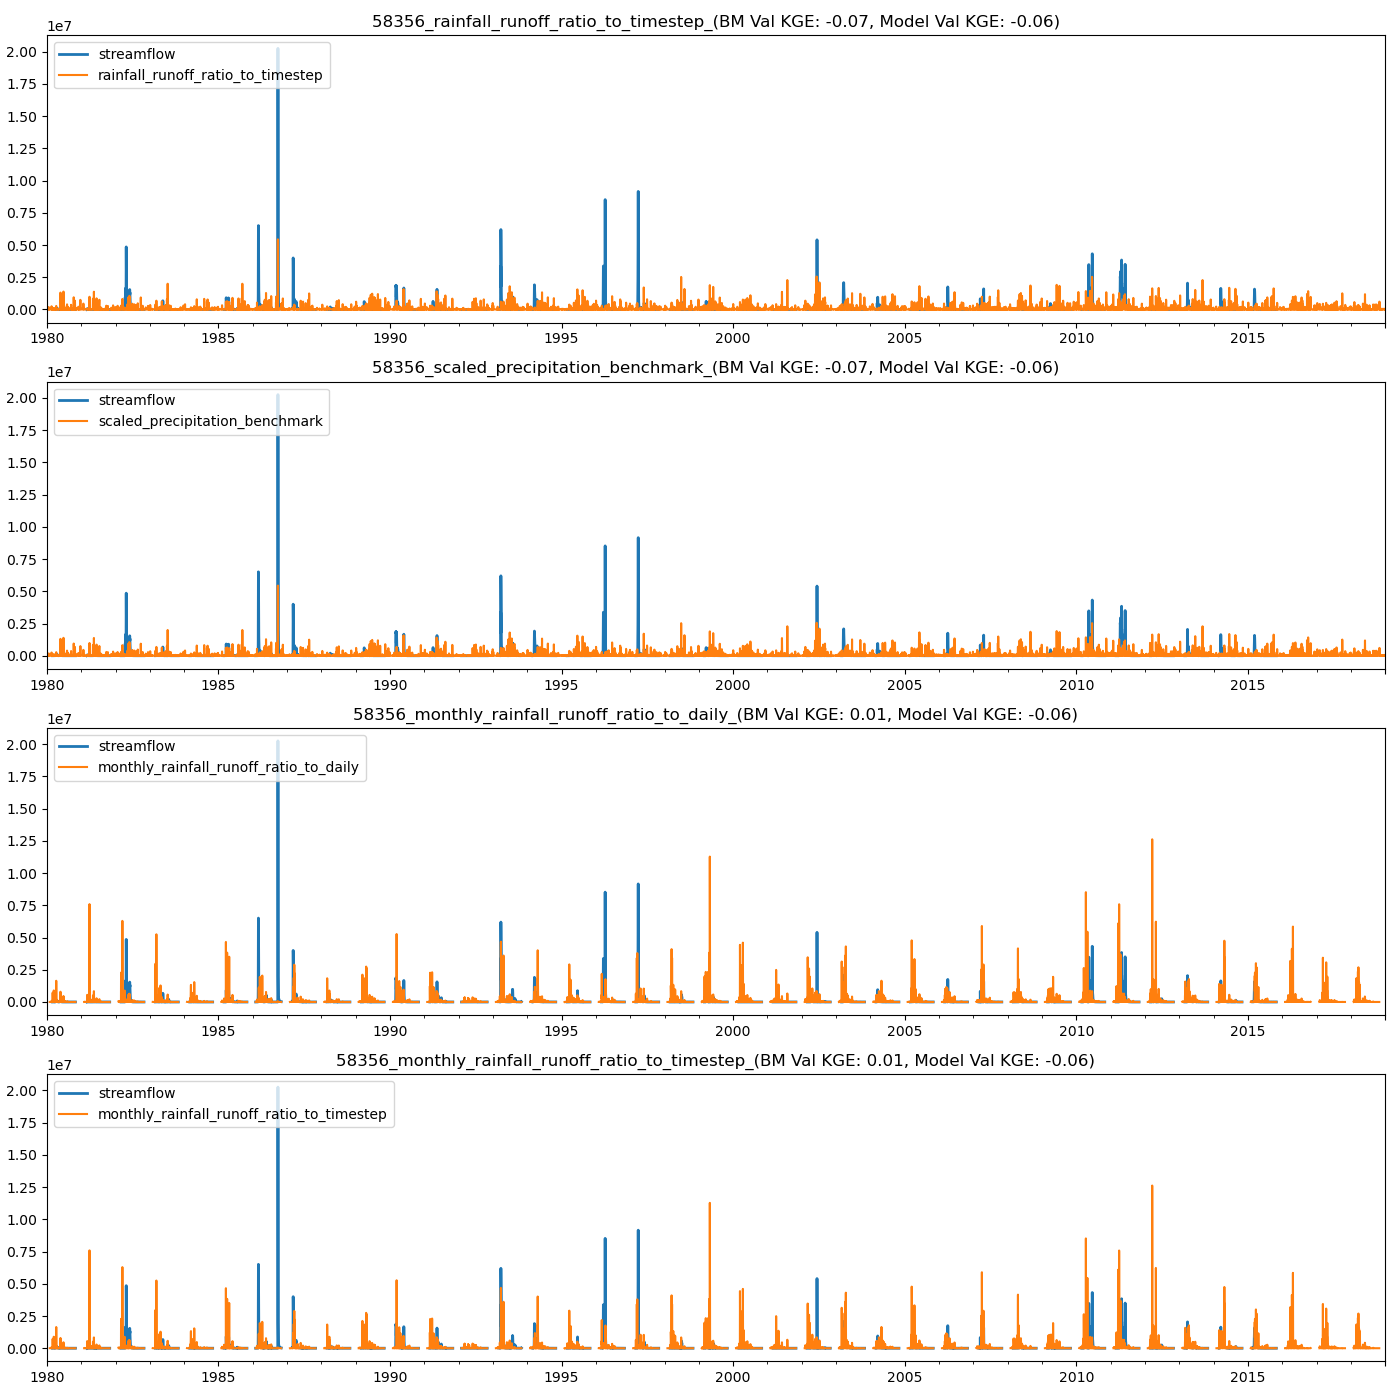 58356_rainfall_runoff_ratio_to_timestep_(BM Val KGE: -0.07, Model Val KGE: -0.06)
1e7
streamflow
rainfall_runoff_ratio_to_timestep
2.00
1.75
1.50
1.25
1.00
0.75
0.50
0.25
0.00
1980 1985 1990 1995 2000 2005 2010 2015
58356_scaled_precipitation_benchmark_(BM Val KGE: -0.07, Model Val KGE: -0.06)
1e7
streamflow
scaled_precipitation_benchmark
2.00
1.75
1.50
1.25
1.00
0.75
0.50
0.25
0.00
1980 1985 1990 1995 2000 2005 2010 2015
58356_monthly_rainfall_runoff_ratio_to_daily_(BM Val KGE: 0.01, Model Val KGE: -0.06)
1e7
streamflow
monthly_rainfall_runoff_ratio_to_daily
2.00
1.75
1.50
1.25
1.00
0.75
0.50
0.25
0.00
1980 1985 1990 1995 2000 2005 2010 2015
58356_monthly_rainfall_runoff_ratio_to_timestep_(BM Val KGE: 0.01, Model Val KGE: -0.06)
1e7
streamflow
monthly_rainfall_runoff_ratio_to_timestep
2.00
1.75
1.50
1.25
1.00
0.75
0.50
0.25
0.00
1980 1985 1990 1995 2000 2005 2010 2015